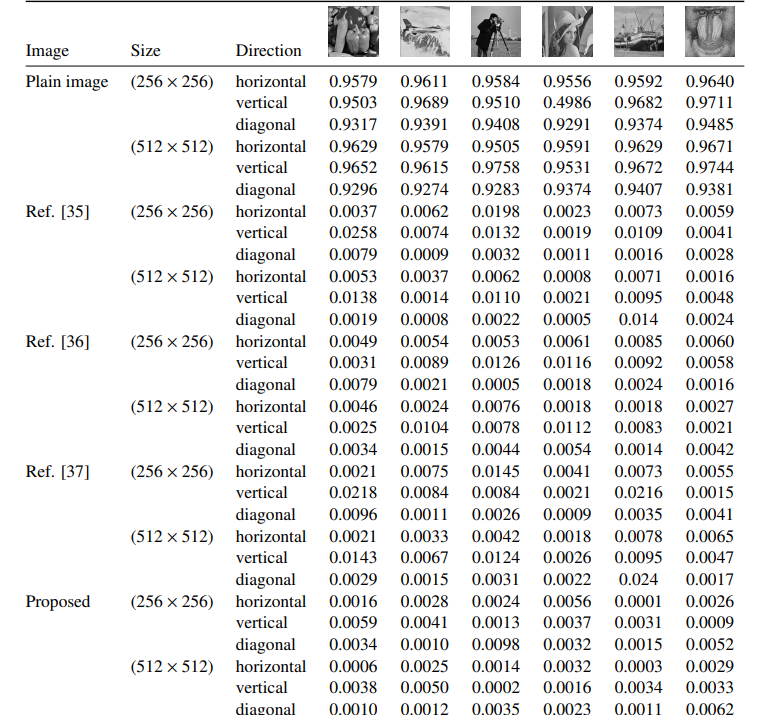 Image Size Direction
Plain image (256 × 256) horizontal 0.9579 0.9611 0.9584 0.9556 0.9592 0.9640
vertical 0.9503 0.9689 0.9510 0.4986 0.9682 0.9711
diagonal 0.9317 0.9391 0.9408 0.9291 0.9374 0.9485
(512 × 512) horizontal 0.9629 0.9579 0.9505 0.9591 0.9629 0.9671
vertical 0.9652 0.9615 0.9758 0.9531 0.9672 0.9744
diagonal 0.9296 0.9274 0.9283 0.9374 0.9407 0.9381
Ref. [35] (256 × 256) horizontal 0.0037 0.0062 0.0198 0.0023 0.0073 0.0059
vertical 0.0258 0.0074 0.0132 0.0019 0.0109 0.0041
diagonal 0.0079 0.0009 0.0032 0.0011 0.0016 0.0028
(512 × 512) horizontal 0.0053 0.0037 0.0062 0.0008 0.0071 0.0016
vertical 0.0138 0.0014 0.0110 0.0021 0.0095 0.0048
diagonal 0.0019 0.0008 0.0022 0.0005 0.014 0.0024
Ref. [36] (256 × 256) horizontal 0.0049 0.0054 0.0053 0.0061 0.0085 0.0060
vertical 0.0031 0.0089 0.0126 0.0116 0.0092 0.0058
diagonal 0.0079 0.0021 0.0005 0.0018 0.0024 0.0016
(512 × 512) horizontal 0.0046 0.0024 0.0076 0.0018 0.0018 0.0027
vertical 0.0025 0.0104 0.0078 0.0112 0.0083 0.0021
diagonal 0.0034 0.0015 0.0044 0.0054 0.0014 0.0042
Ref. [37] (256 × 256) horizontal 0.0021 0.0075 0.0145 0.0041 0.0073 0.0055
vertical 0.0218 0.0084 0.0084 0.0021 0.0216 0.0015
diagonal 0.0096 0.0011 0.0026 0.0009 0.0035 0.0041
(512 × 512) horizontal 0.0021 0.0033 0.0042 0.0018 0.0078 0.0065
vertical 0.0143 0.0067 0.0124 0.0026 0.0095 0.0047
diagonal 0.0029 0.0015 0.0031 0.0022 0.024 0.0017
Proposed (256 × 256) horizontal 0.0016 0.0028 0.0024 0.0056 0.0001 0.0026
vertical 0.0059 0.0041 0.0013 0.0037 0.0031 0.0009
diagonal 0.0034 0.0010 0.0098 0.0032 0.0015 0.0052
(512 × 512) horizontal 0.0006 0.0025 0.0014 0.0032 0.0003 0.0029
vertical 0.0038 0.0050 0.0002 0.0016 0.0034 0.0033
diagonal 0.0010 0.0012 0.0035 0.0023 0.0011 0.0062